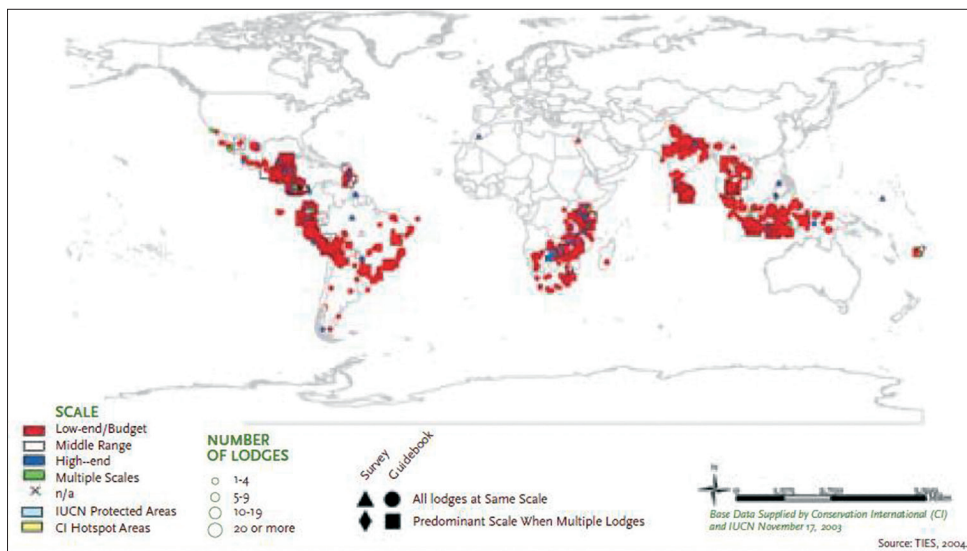 SCALE
Low-end/Budget
Middle Range
High--end
Multiple Scales
n/a
IUCN Protected Areas
CI Hotspot Areas
NUMBER
OF LODGES
1-4
5-9
10-19
20 or more
Survey
Guidebook
All lodges at Same Scale
Predominant Scale When Multiple Lodges
N
0
Miles
Base Data Supplied by Conservation International (CI)
and IUCN November 17, 2003
Source: TIES, 2004.